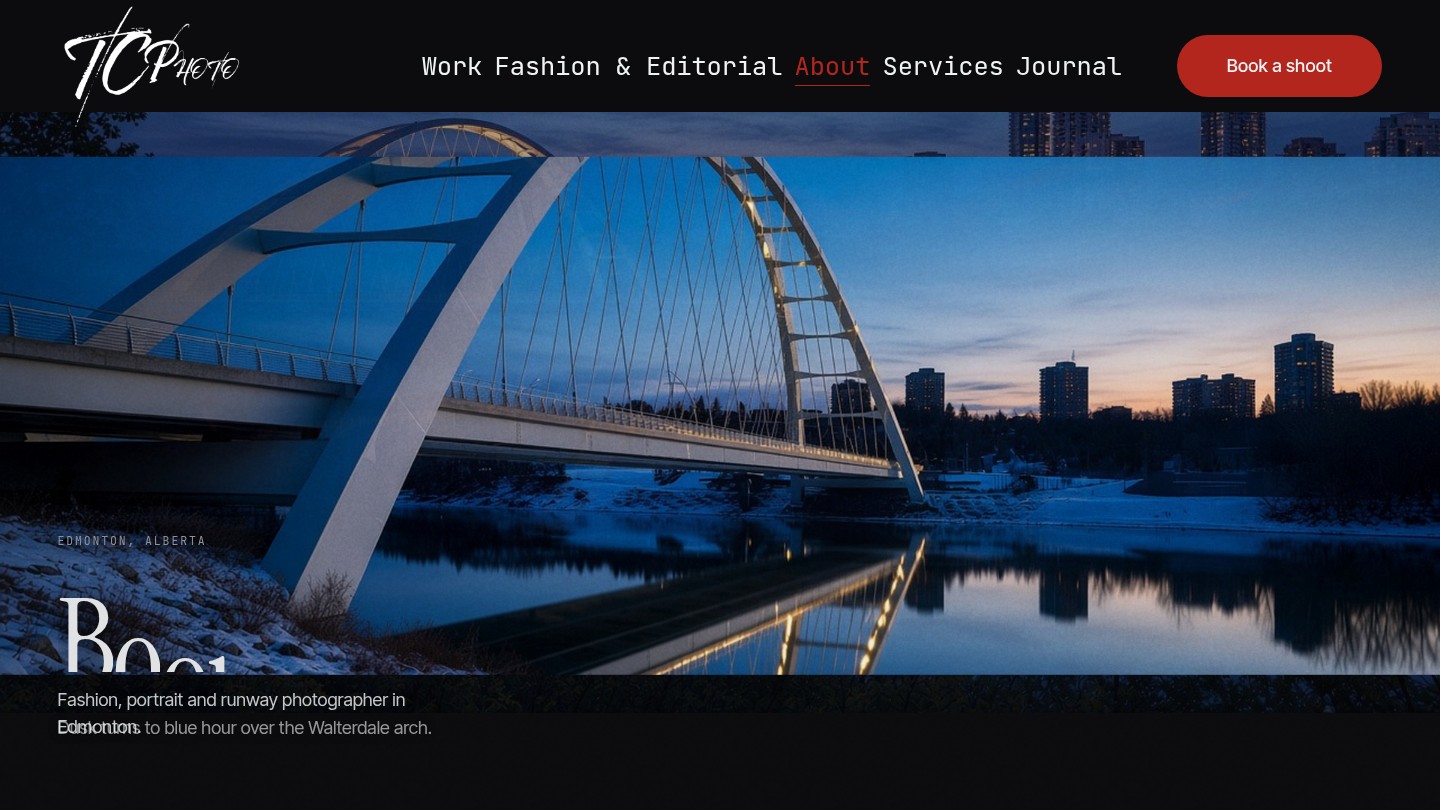 TCPHOTO
Work Fashion & Editorial About Services Journal
Book a shoot
EDMONTON, ALBERTA
Fashion, portrait and runway photographer in
Edmonton.
to blue hour over the Walterdale arch.